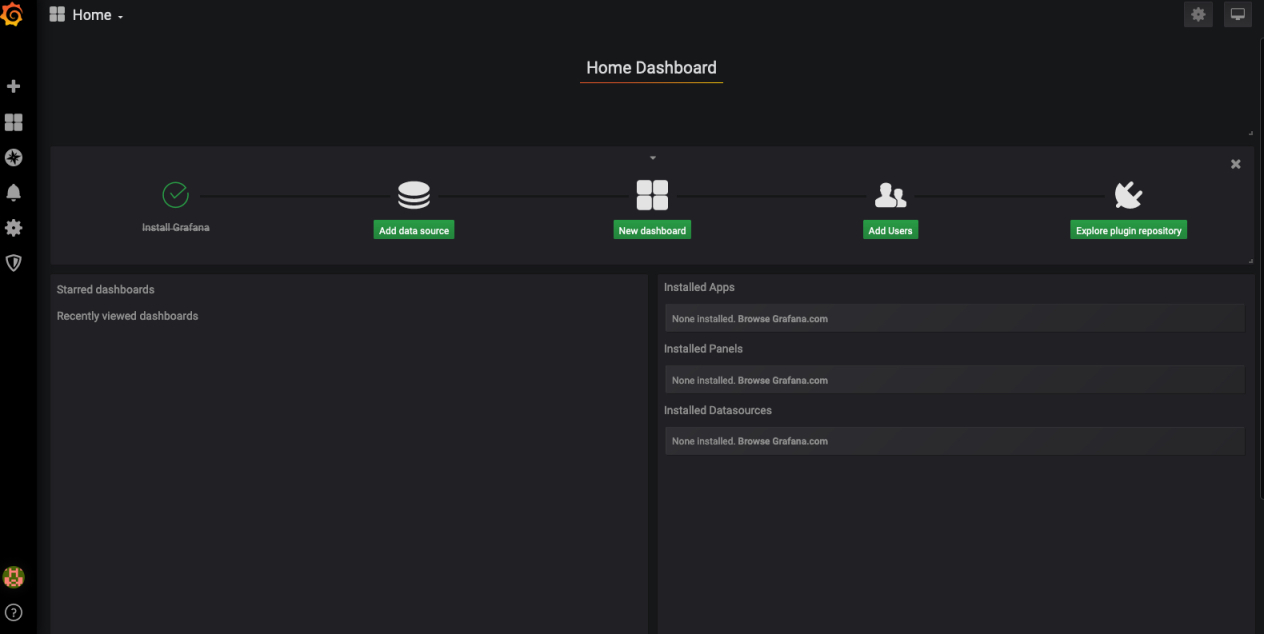 Home
Home Dashboard
Install Grafana
Add data source
New dashboard
Add Users
Explore plugin repository
Starred dashboards
Recently viewed dashboards
Installed Apps
None installed. Browse Grafana.com
Installed Panels
None installed. Browse Grafana.com
Installed Datasources
None installed. Browse Grafana.com